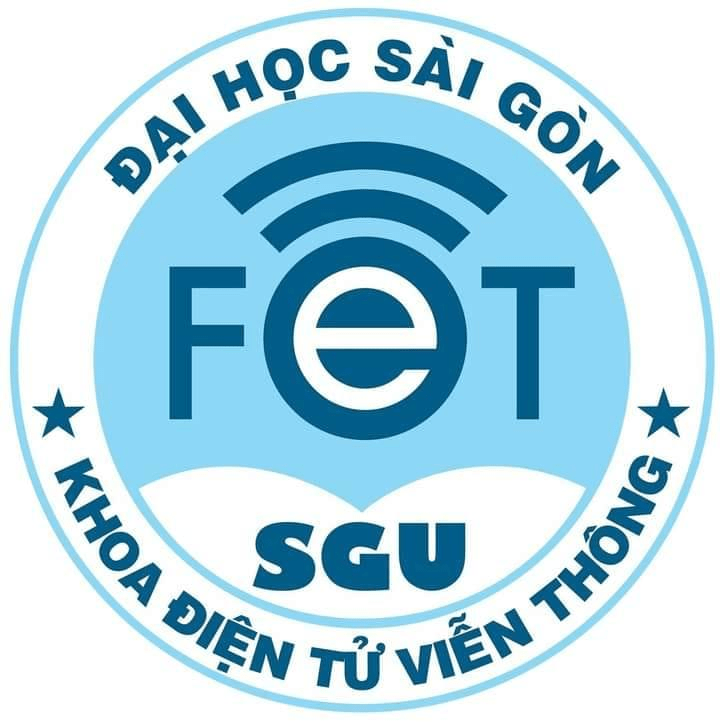 ĐẠI HỌC SÀI GÒN
FeT
SGU
KHOA ĐIỆN TỬ VIỄN THÔNG